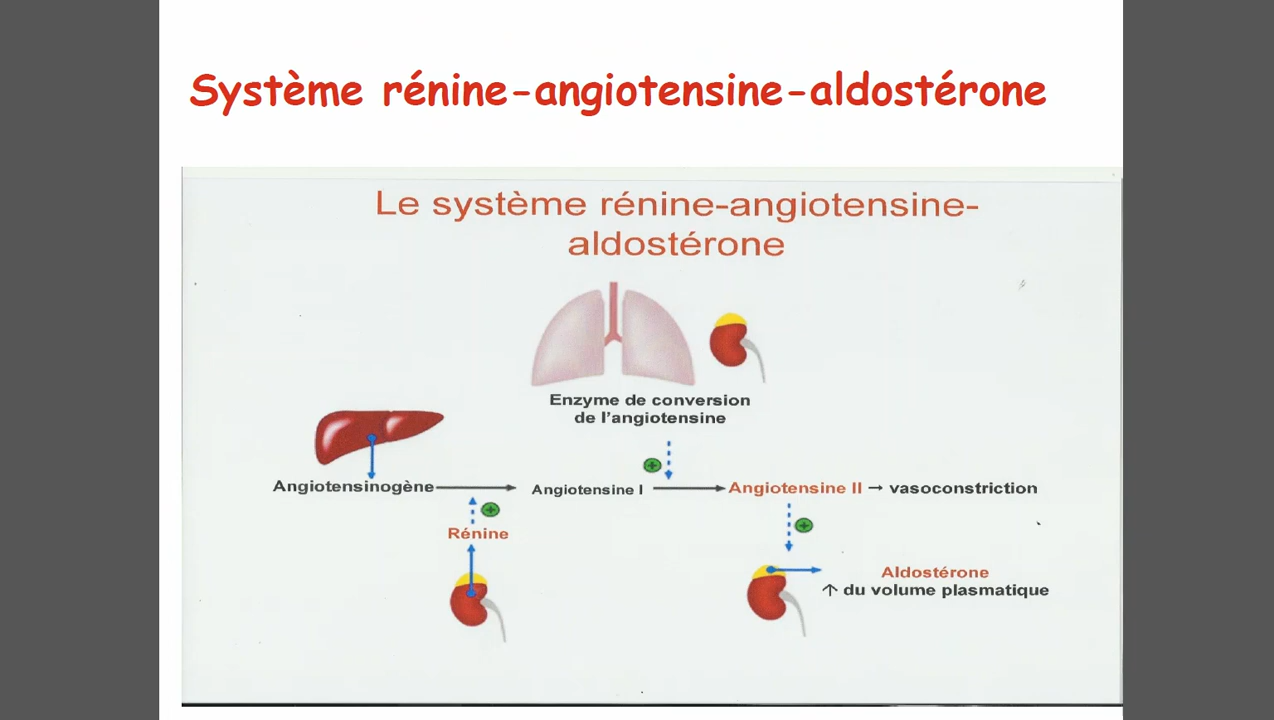 Système rénine-angiotensine-aldostérone
Le système rénine-angiotensine-
aldostérone
Enzyme de conversion
de l'angiotensine
Angiotensinogène
Angiotensine I
Angiotensine II → vasoconstriction
Rénine
Aldostérone
↑ du volume plasmatique